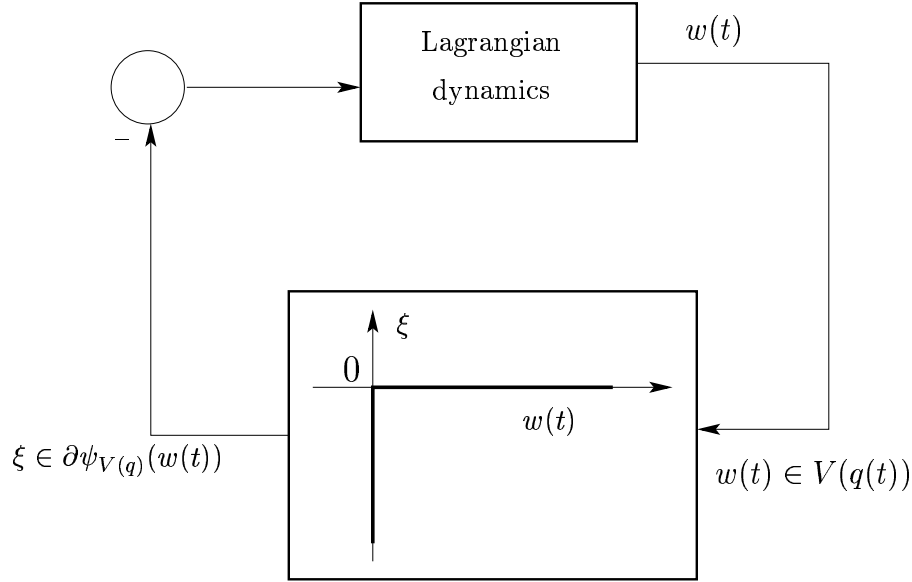 w(t)
Lagrangian
dynamics
−
ξ
0
w(t)
ξ ∈ ∂ψ_{V(q)}(w(t))
w(t) ∈ V(q(t))